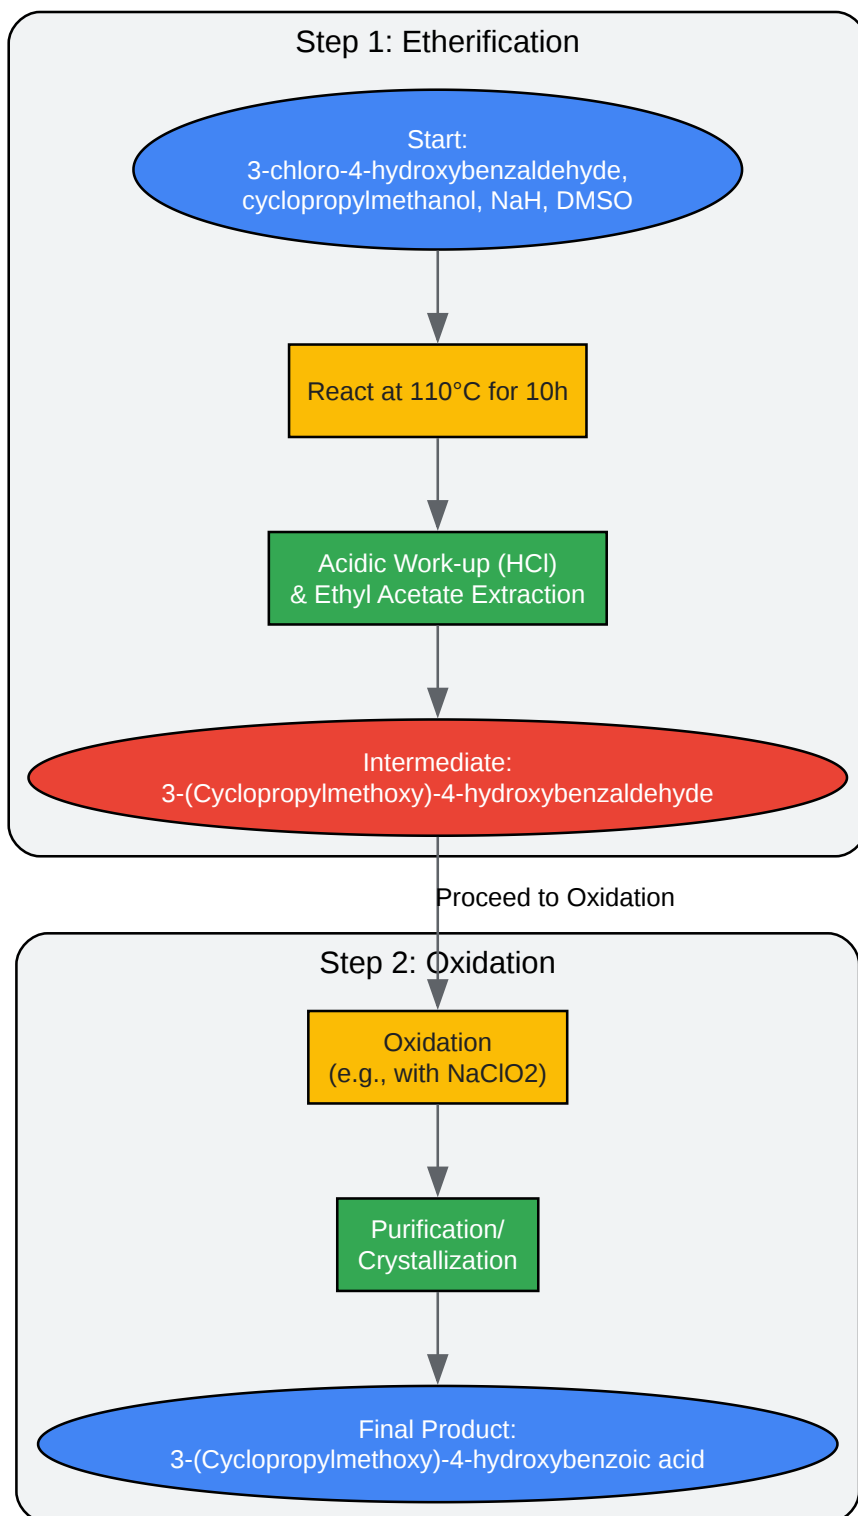 Step 1: Etherification
Start:
3-chloro-4-hydroxybenzaldehyde,
cyclopropylmethanol, NaH, DMSO
React at 110°C for 10h
Acidic Work-up (HCl)
& Ethyl Acetate Extraction
Intermediate:
3-(Cyclopropylmethoxy)-4-hydroxybenzaldehyde
Proceed to Oxidation
Step 2: Oxidation
Oxidation
(e.g., with NaClO2)
Purification/
Crystallization
Final Product:
3-(Cyclopropylmethoxy)-4-hydroxybenzoic acid